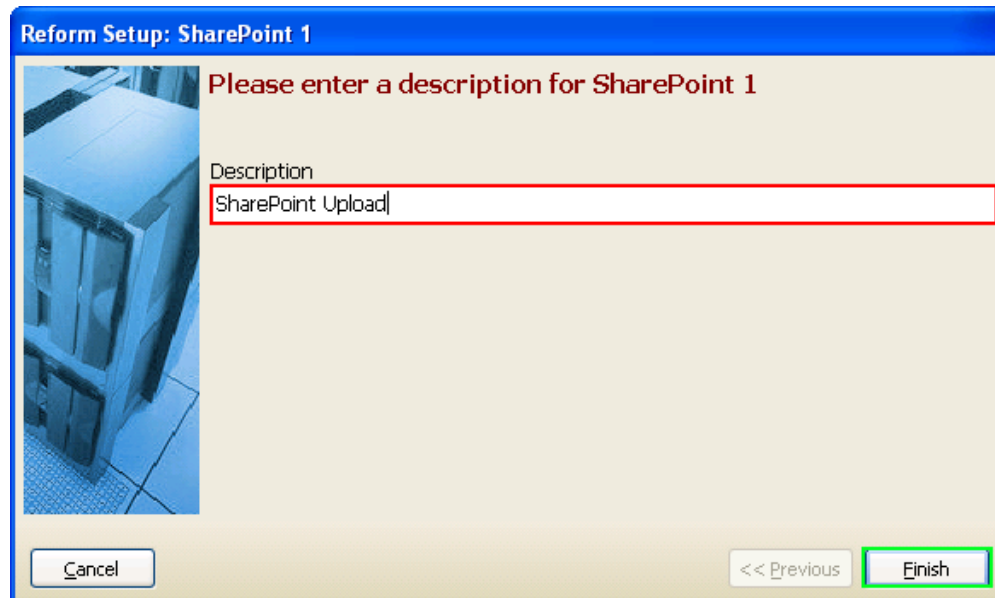 Reform Setup: SharePoint 1
Please enter a description for SharePoint 1
Description
SharePoint Upload
Cancel
<< Previous
Finish